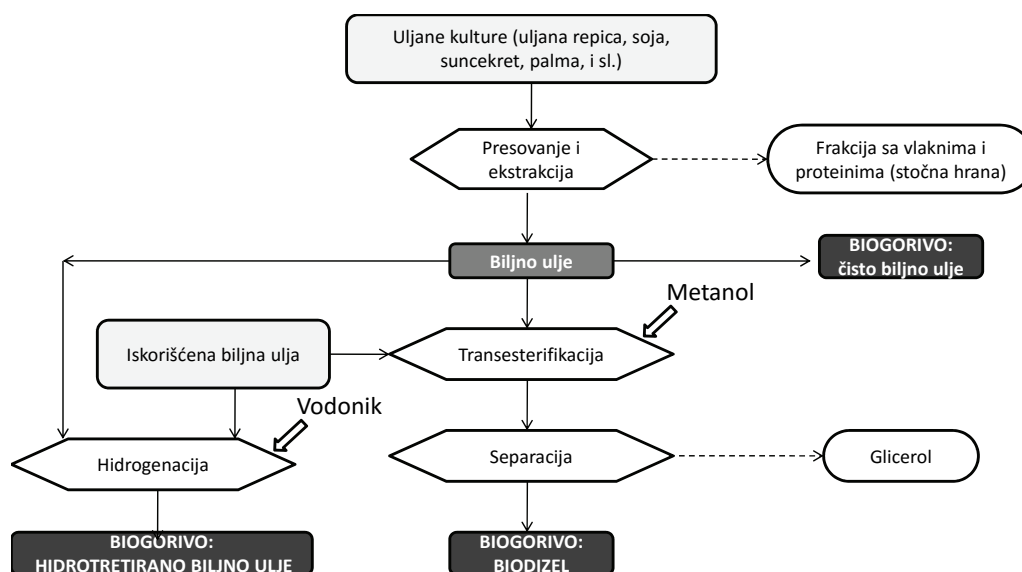 Uljane kulture (uljana repica, soja,
suncekret, palma, i sl.)
Presovanje i
ekstrakcija
Frakcija sa vlaknima i
proteinima (stočna hrana)
Biljno ulje
BIOGORIVO:
čisto biljno ulje
Metanol
Iskorišćena biljna ulja
Transesterifikacija
Vodonik
Hidrogenacija
Separacija
Glicerol
BIOGORIVO:
HIDROTRETIRANO BILJNO ULJE
BIOGORIVO:
BIODIZEL